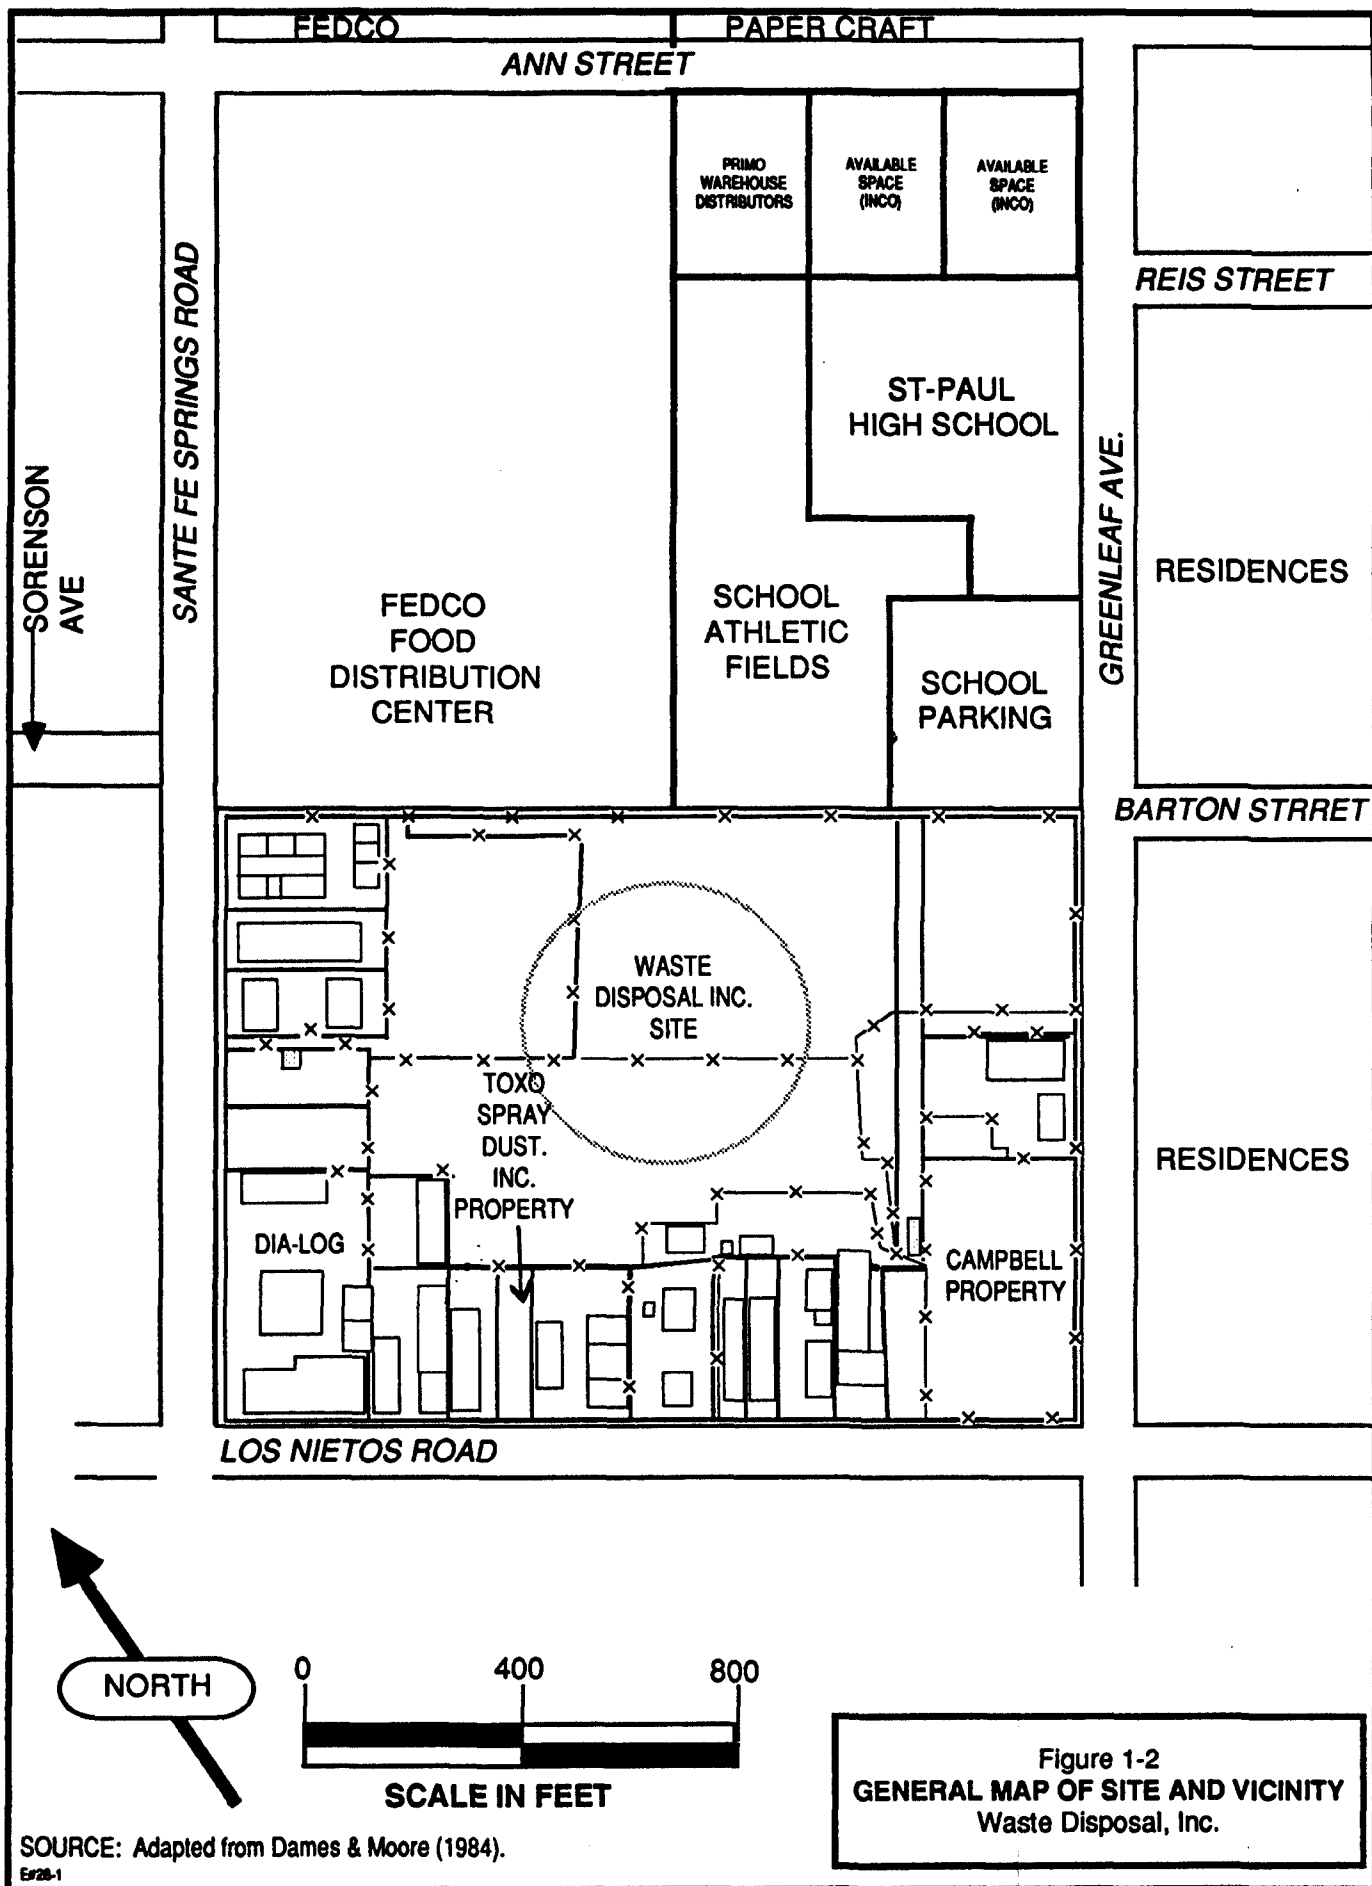 FEDCO
PAPER CRAFT
ANN STREET
PRIMO
WAREHOUSE
DISTRIBUTORS
AVAILABLE
SPACE
(INCO)
AVAILABLE
SPACE
(INCO)
REIS STREET
SANTE FE SPRINGS ROAD
ST-PAUL
HIGH SCHOOL
GREENLEAF AVE.
SORENSON
AVE
RESIDENCES
FEDCO
FOOD
DISTRIBUTION
CENTER
SCHOOL
ATHLETIC
FIELDS
SCHOOL
PARKING
BARTON STRRET
WASTE
DISPOSAL INC.
SITE
TOXO
SPRAY
DUST.
INC.
PROPERTY
RESIDENCES
DIA-LOG
CAMPBELL
PROPERTY
LOS NIETOS ROAD
NORTH
0 400 800
SCALE IN FEET
Figure 1-2
GENERAL MAP OF SITE AND VICINITY
Waste Disposal, Inc.
SOURCE: Adapted from Dames & Moore (1984).